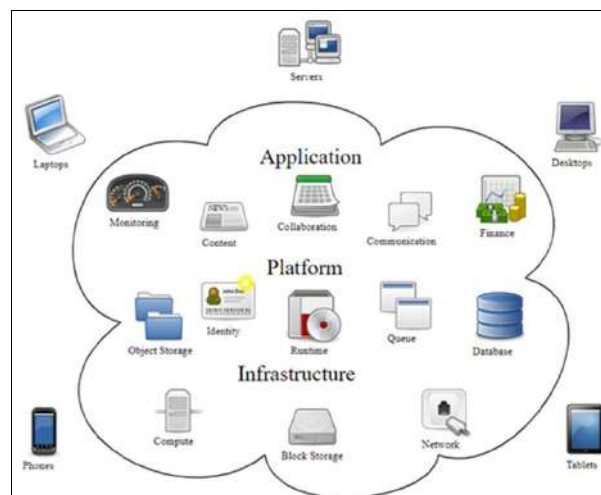 Servers
Laptops
Desktops
Application
Monitoring
Content
Collaboration
Communication
Finance
Platform
Object Storage
Identity
Runtime
Queue
Database
Infrastructure
Compute
Block Storage
Network
Phones
Tablets